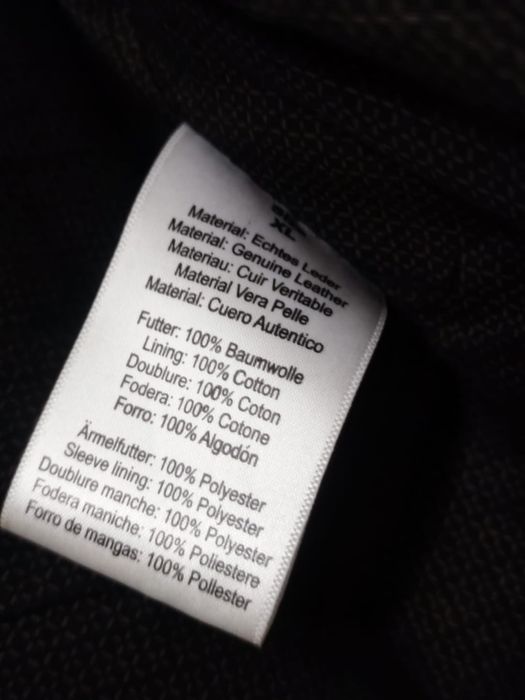 XL
Material: Echtes Leder
Material: Genuine Leather
Materiau: Cuir Veritable
Material Vera Pelle
Material: Cuero Autentico
Futter: 100% Baumwolle
Lining: 100% Cotton
Doublure: 100% Coton
Fodera: 100% Cotone
Forro: 100% Algodón
Ärmelfutter: 100% Polyester
Sleeve lining: 100% Polyester
Doublure manche: 100% Polyester
Fodera maniche: 100% Poliestere
Forro de mangas: 100% Poliester